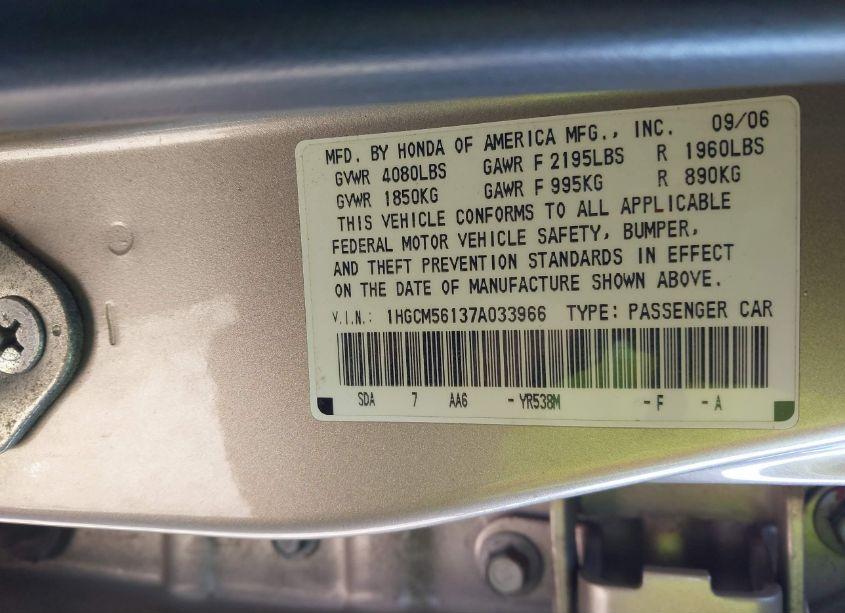 MFD. BY HONDA OF AMERICA MFG., INC. 09/06
GVWR 4080LBS GAWR F 2195LBS R 1960LBS
GVWR 1850KG GAWR F 995KG R 890KG
THIS VEHICLE CONFORMS TO ALL APPLICABLE
FEDERAL MOTOR VEHICLE SAFETY, BUMPER,
AND THEFT PREVENTION STANDARDS IN EFFECT
ON THE DATE OF MANUFACTURE SHOWN ABOVE.
V.I.N.: 1HGCM56137A033966 TYPE: PASSENGER CAR
SDA 7 AA6 - YR538M - F - A